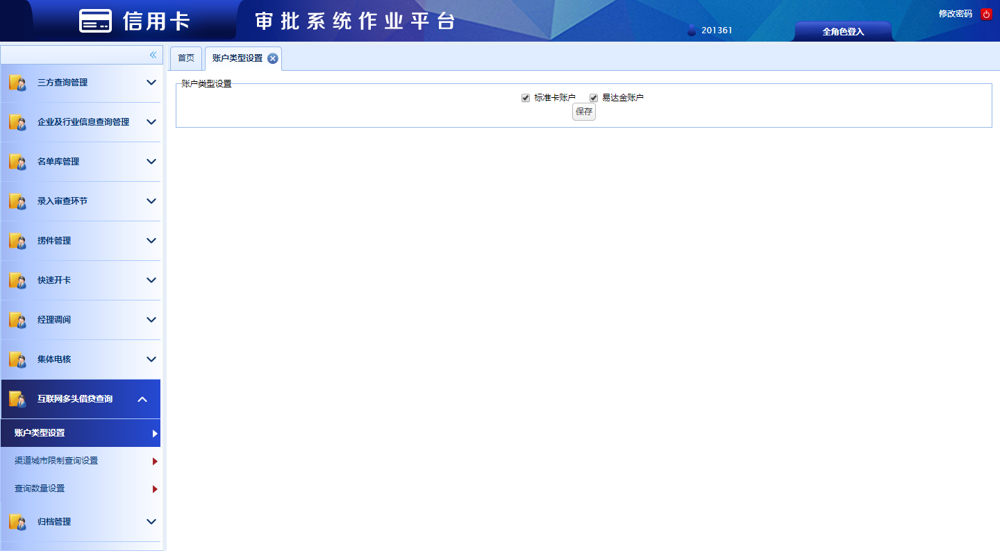 信用卡 审批系统作业平台
修改密码
201361
全角色登入
首页 账户类型设置
三方查询管理
企业及行业信息查询管理
名单库管理
录入审查环节
捞件管理
快速开卡
经理调阅
集体电核
互联网多头借贷查询
账户类型设置
渠道城市限制查询设置
查询数量设置
归档管理
账户类型设置
标准卡账户 易达金账户
保存